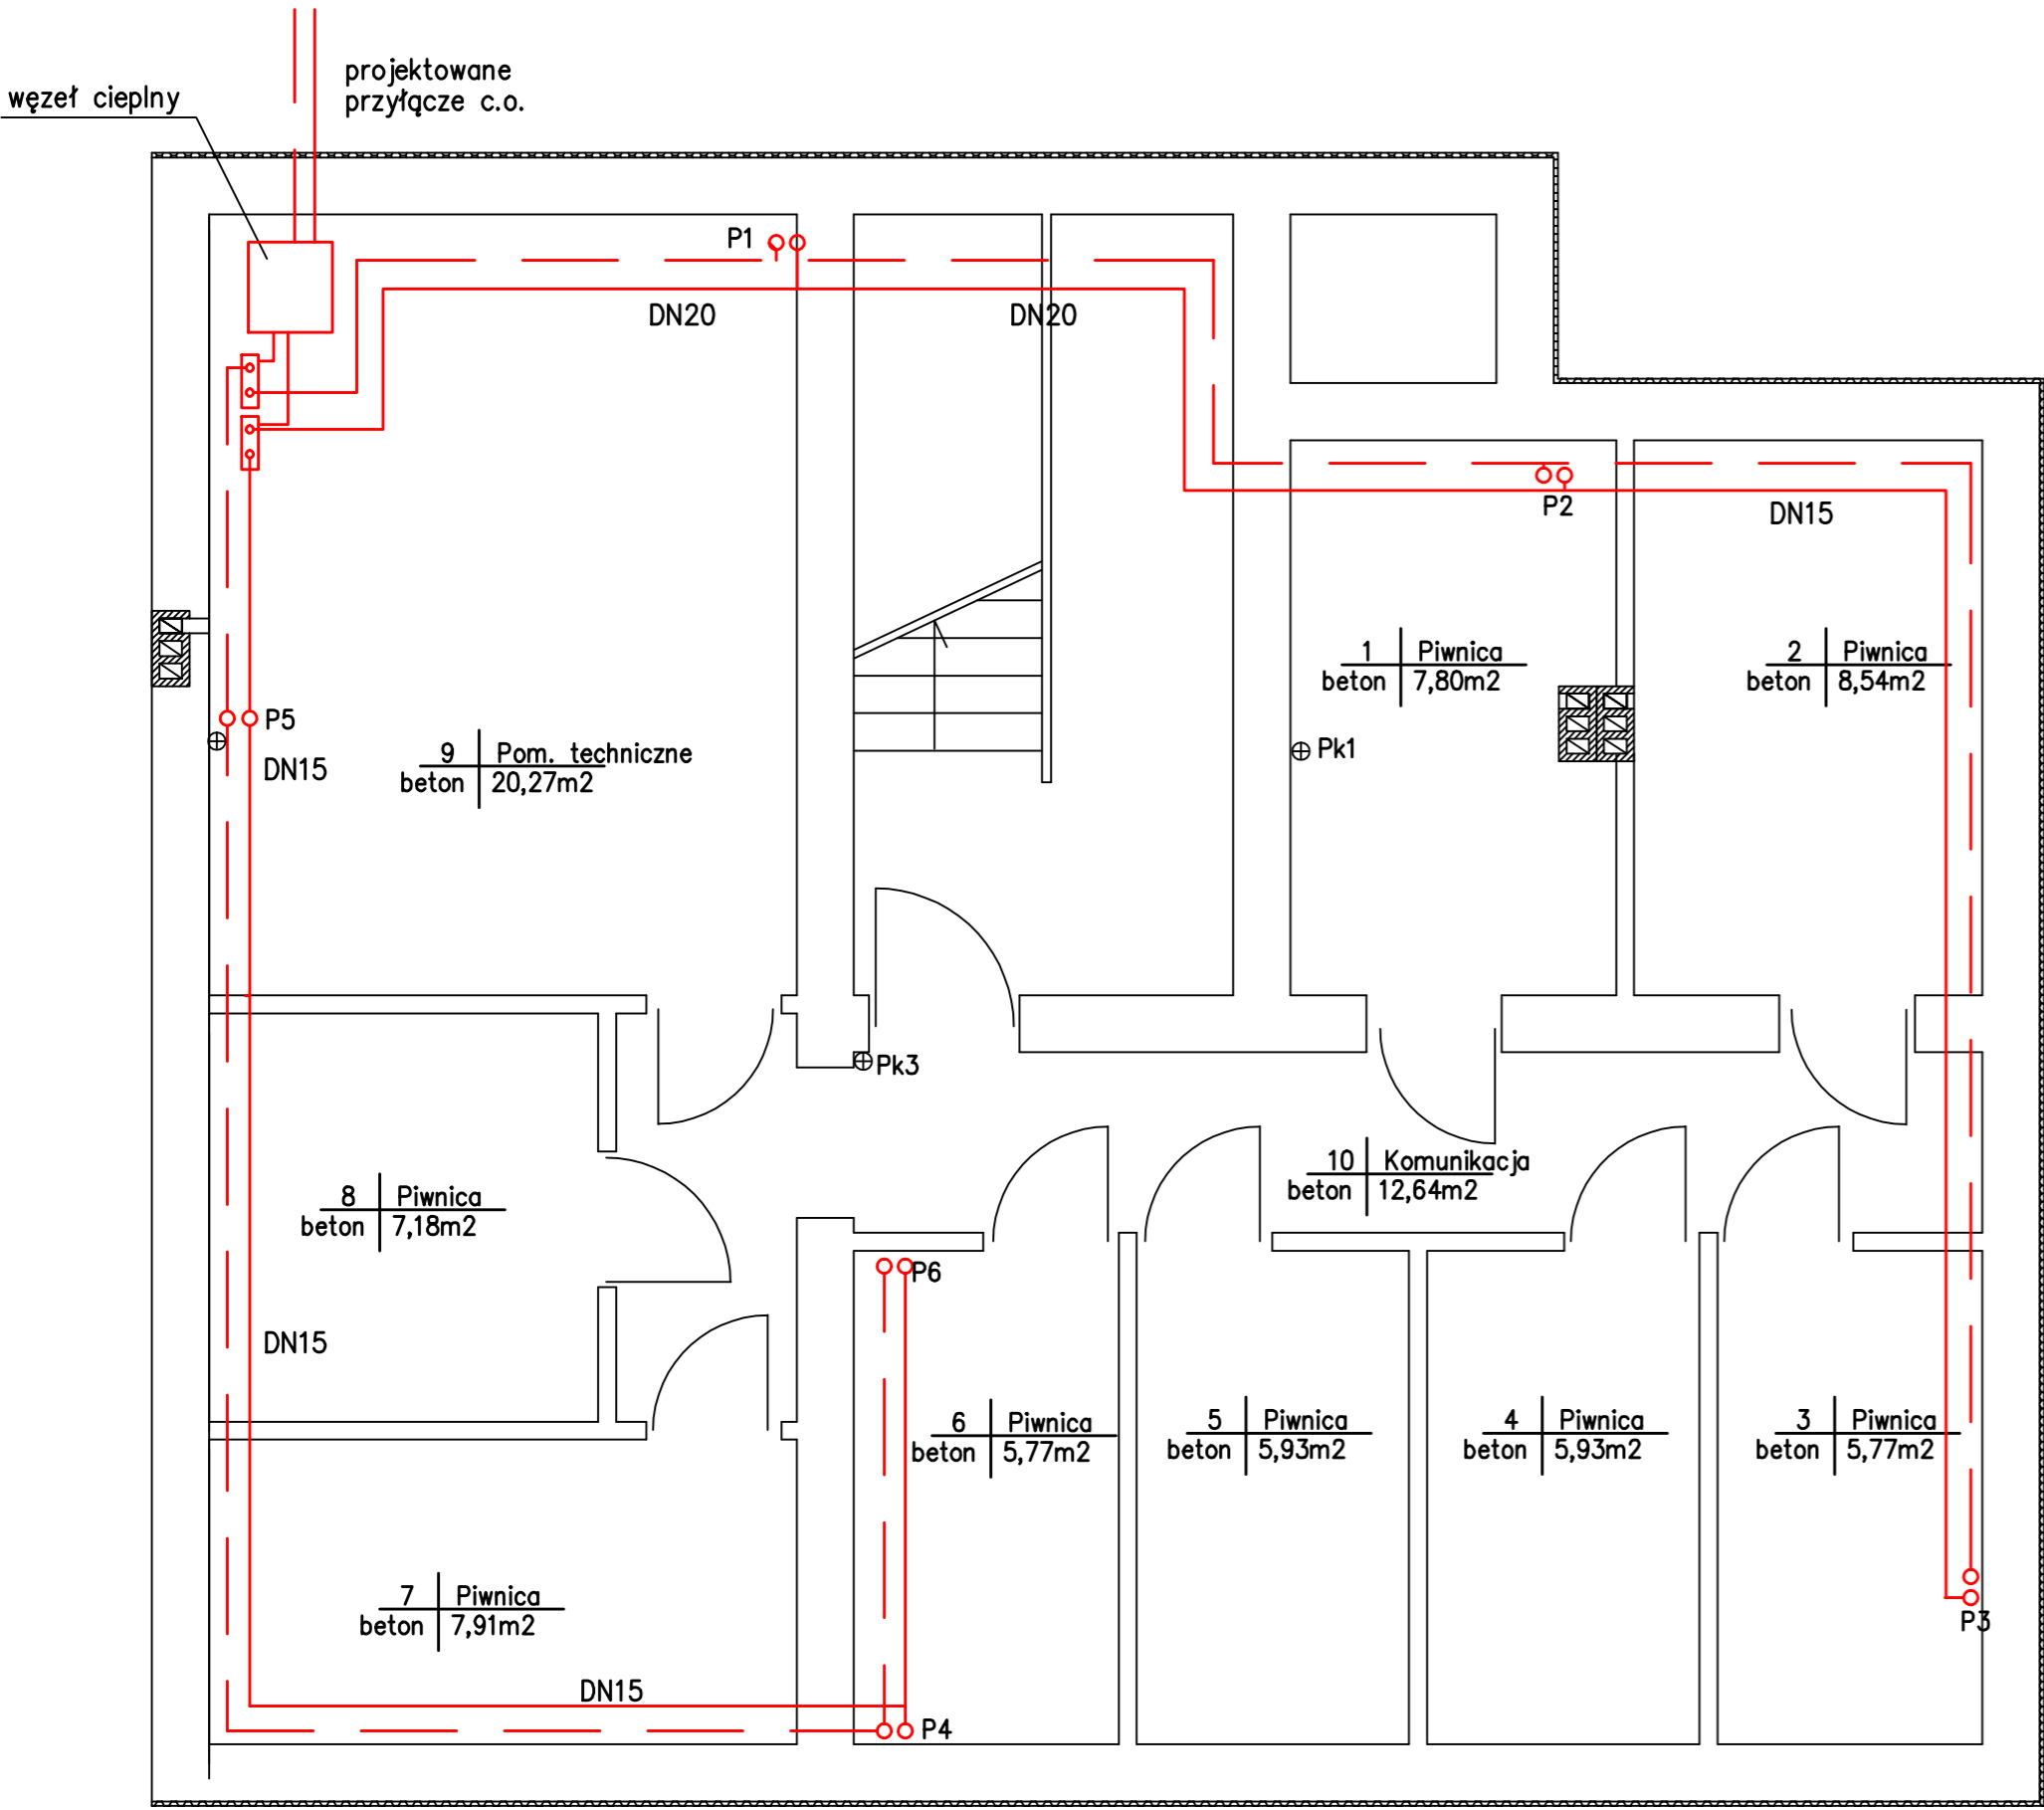 projektowane
przyłącze c.o.
węzeł cieplny
P1
DN20
DN20
P2
DN15
1 Piwnica
beton 7,80m2
2 Piwnica
beton 8,54m2
P5
DN15
9 Pom. techniczne
beton 20,27m2
Pk1
Pk3
10 Komunikacja
beton 12,64m2
8 Piwnica
beton 7,18m2
P6
DN15
6 Piwnica
beton 5,77m2
5 Piwnica
beton 5,93m2
4 Piwnica
beton 5,93m2
3 Piwnica
beton 5,77m2
7 Piwnica
beton 7,91m2
P3
DN15
P4